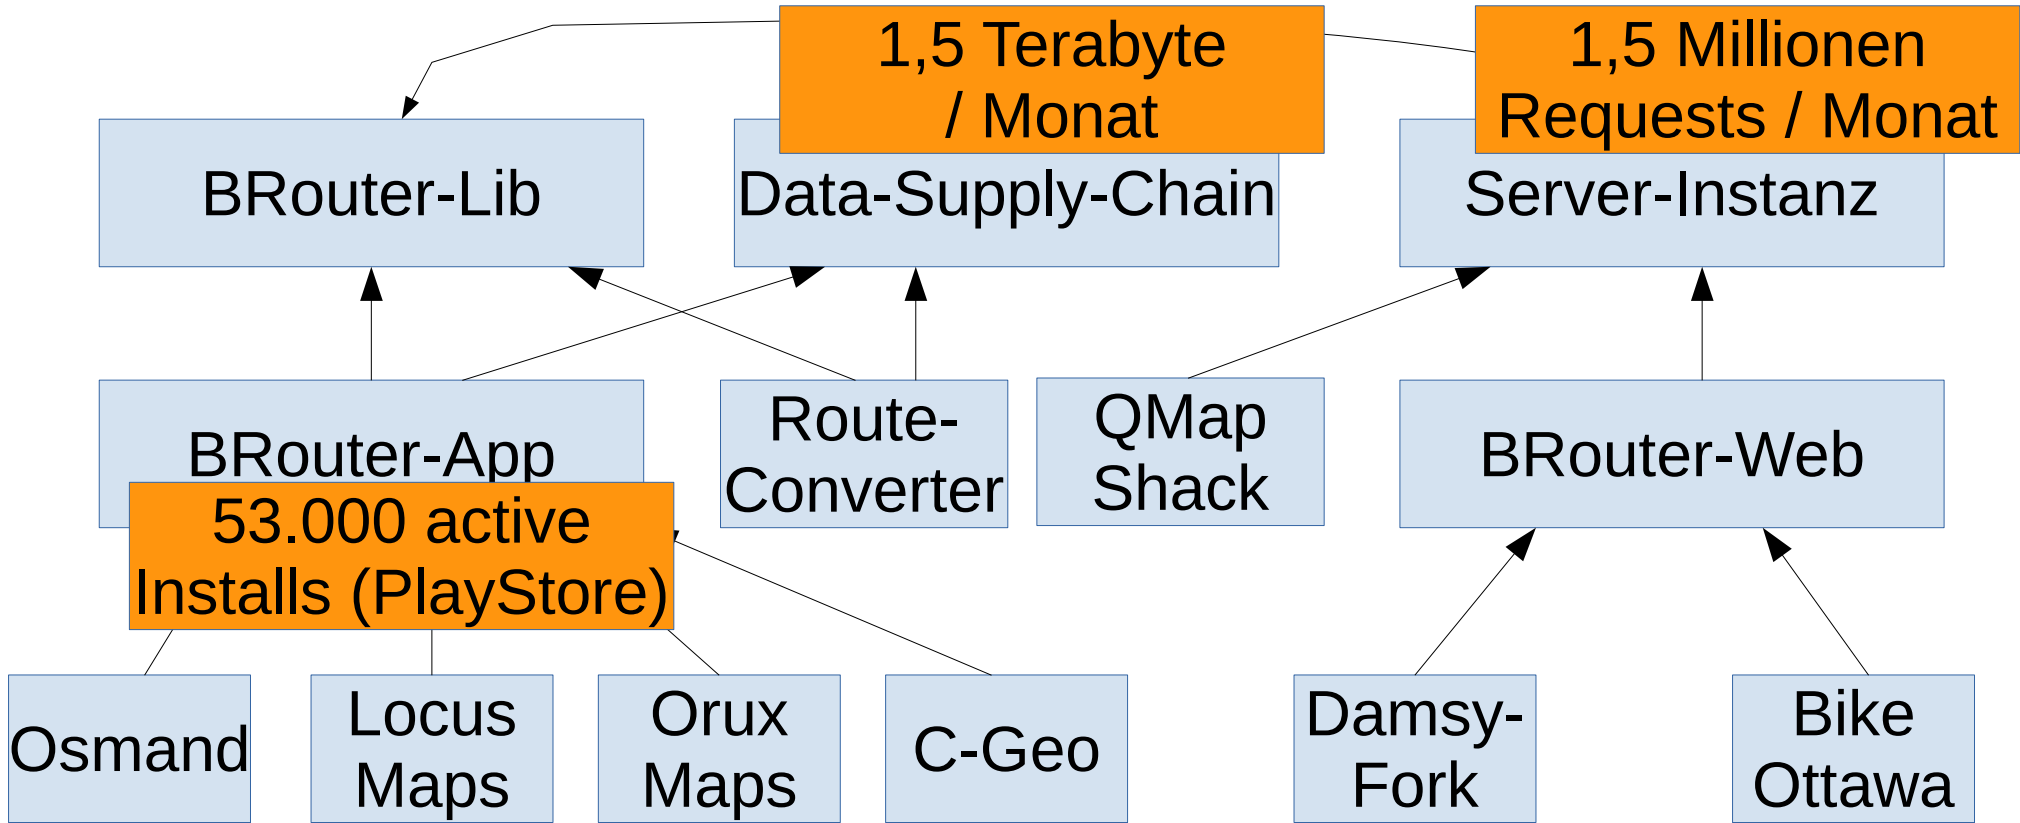 1,5 Terabyte
/ Monat
1,5 Millionen
Requests / Monat
BRouter-Lib
Data-Supply-Chain
Server-Instanz
BRouter-App
Route-
Converter
QMap
Shack
BRouter-Web
53.000 active
Installs (PlayStore)
Osmand
Locus
Maps
Orux
Maps
C-Geo
Damsy-
Fork
Bike
Ottawa